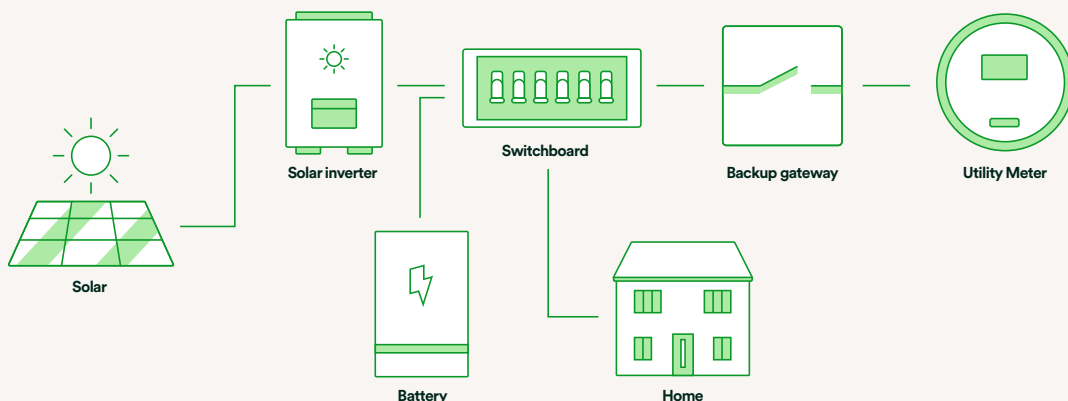 Switchboard
Solar inverter
Backup gateway
Utility Meter
Solar
Battery
Home